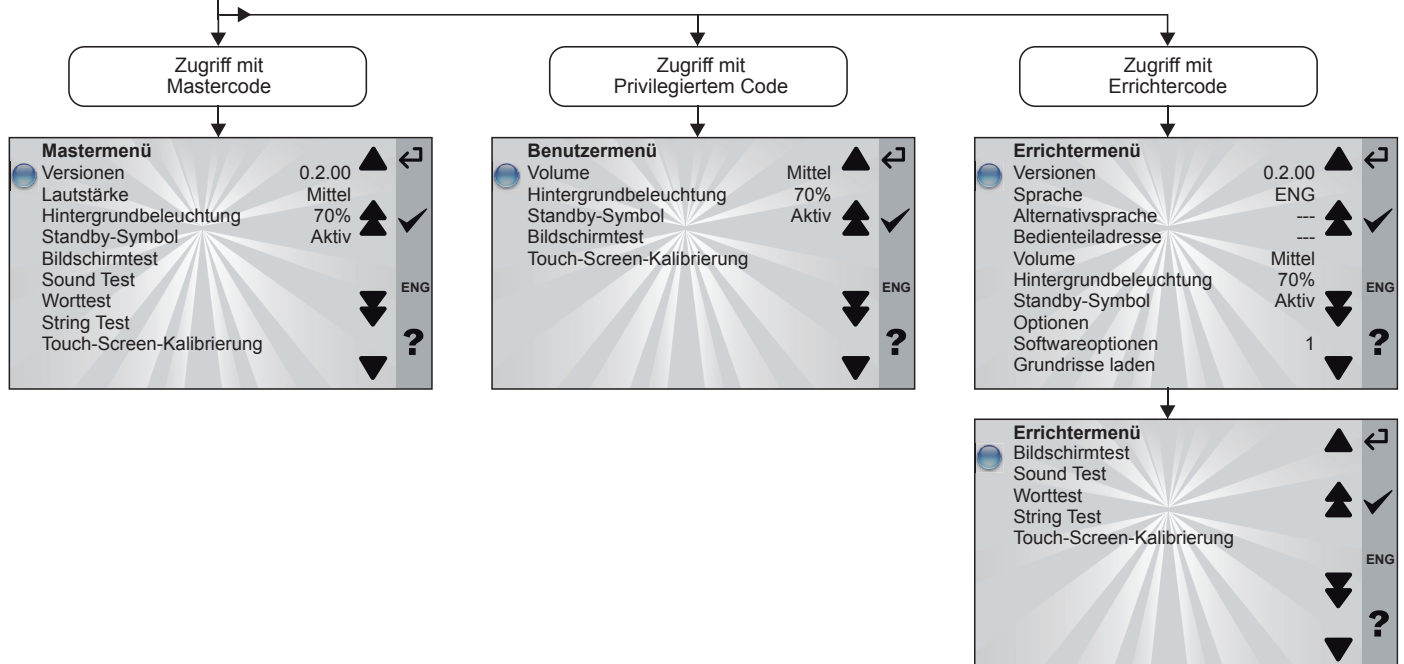 Zugriff mit
Mastercode
Zugriff mit
Privilegiertem Code
Zugriff mit
Errichtercode
Mastermenü
Versionen 0.2.00
Lautstärke Mittel
Hintergrundbeleuchtung 70%
Standby-Symbol Aktiv
Bildschirmtest
Sound Test
Worttest
String Test
Touch-Screen-Kalibrierung
ENG
?
Benutzermenü
Volume Mittel
Hintergrundbeleuchtung 70%
Standby-Symbol Aktiv
Bildschirmtest
Touch-Screen-Kalibrierung
ENG
?
Errichtermenü
Versionen 0.2.00
Sprache ENG
Alternativsprache ---
Bedienteiladresse ---
Volume Mittel
Hintergrundbeleuchtung 70%
Standby-Symbol Aktiv
Optionen
Softwareoptionen 1
Grundrisse laden
ENG
?
Errichtermenü
Bildschirmtest
Sound Test
Worttest
String Test
Touch-Screen-Kalibrierung
ENG
?